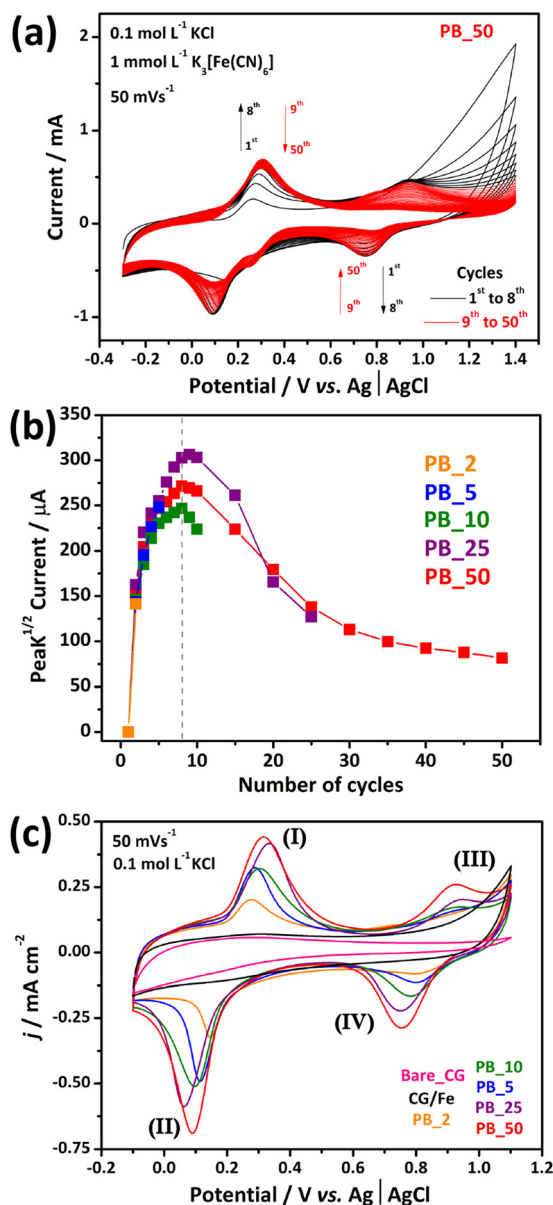 (a)
0.1 mol L⁻¹ KCl
PB_50
1 mmol L⁻¹ K₃[Fe(CN)₆]
50 mVs⁻¹
8ᵗʰ 9ᵗʰ
1ˢᵗ 50ᵗʰ
Current / mA
2
1
0
-1
50ᵗʰ 1ˢᵗ
9ᵗʰ 8ᵗʰ
Cycles
1ˢᵗ to 8ᵗʰ
9ᵗʰ to 50ᵗʰ
-0.4 -0.2 0.0 0.2 0.4 0.6 0.8 1.0 1.2 1.4
Potential / V vs. Ag|AgCl
(b)
PeaK¹ᐟ² Current / µA
350
300
250
200
150
100
50
0
PB_2
PB_5
PB_10
PB_25
PB_50
0 10 20 30 40 50
Number of cycles
(c)
50 mVs⁻¹
0.1 mol L⁻¹ KCl
(I)
(III)
(IV)
(II)
j / mA cm⁻²
0.50
0.25
0.00
-0.25
-0.50
-0.75
Bare_CG
CG/Fe
PB_2
PB_10
PB_5
PB_25
PB_50
-0.2 0.0 0.2 0.4 0.6 0.8 1.0 1.2
Potential / V vs. Ag|AgCl